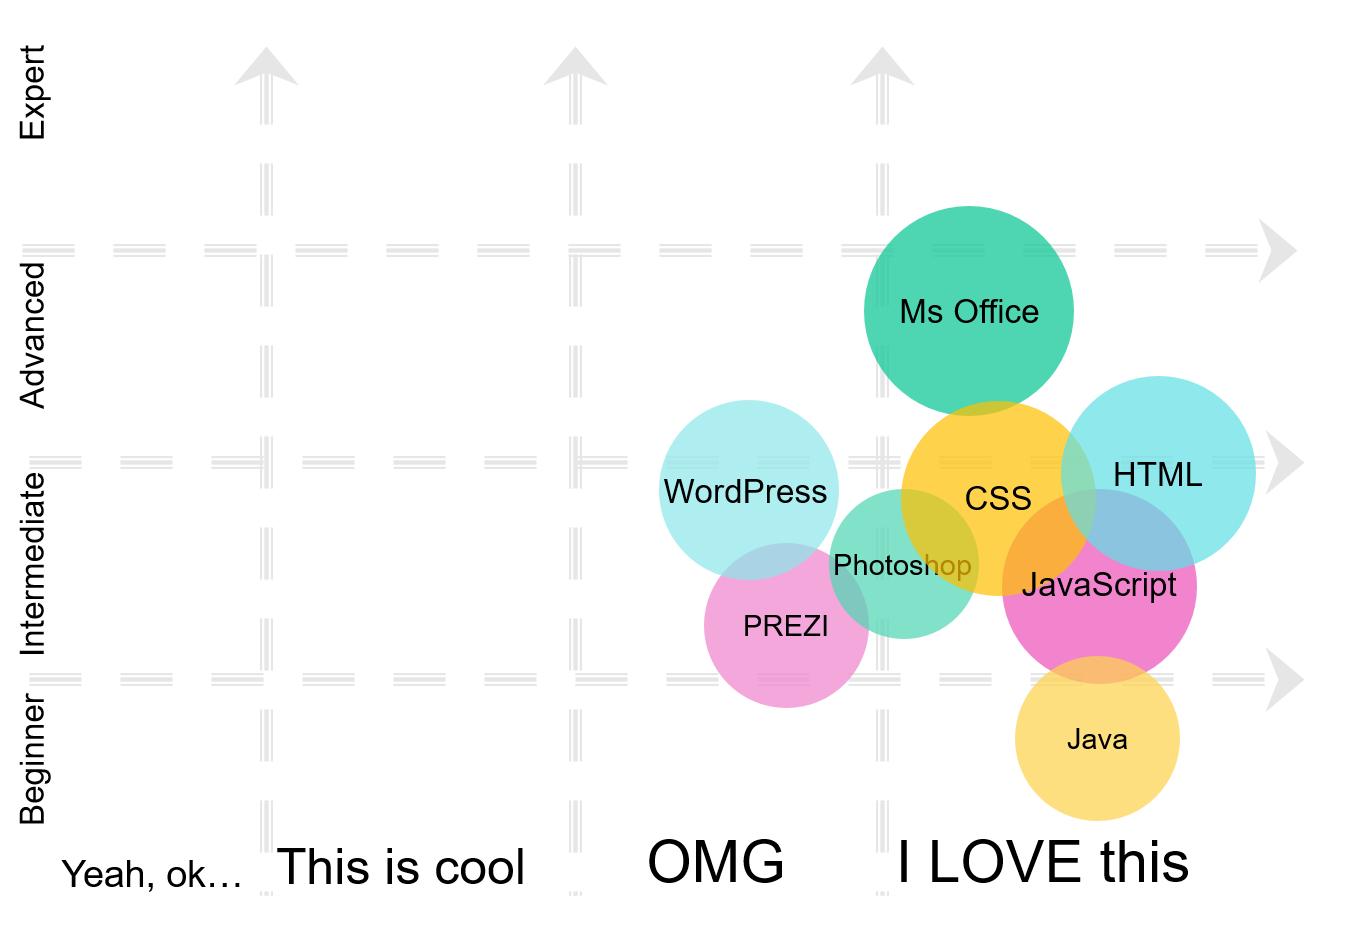 Expert
Advanced
Intermediate
Beginner
Ms Office
HTML
WordPress
CSS
Photoshop
JavaScript
PREZI
Java
Yeah, ok…
This is cool
OMG
I LOVE this